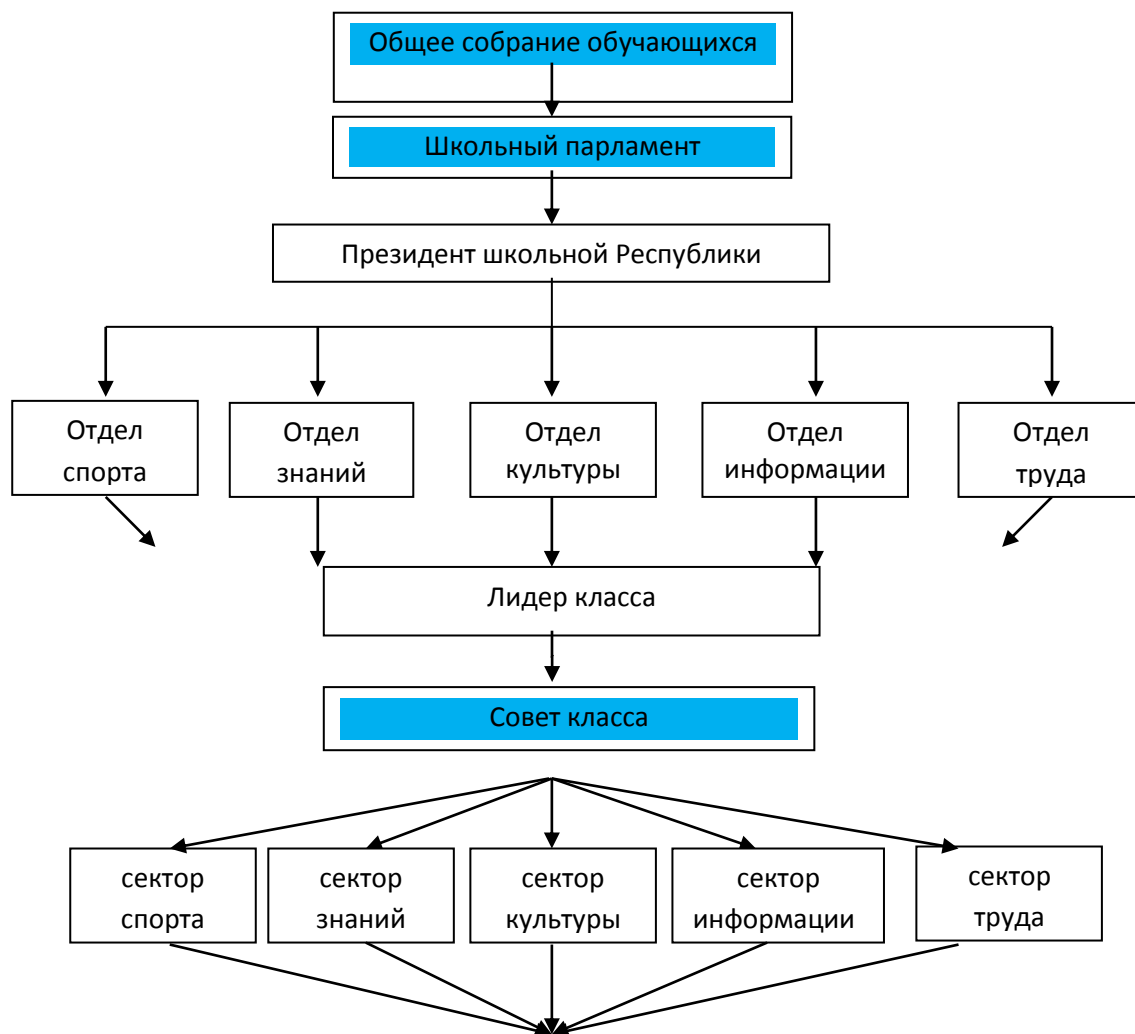 Общее собрание обучающихся
Школьный парламент
Президент школьной Республики
Отдел
спорта
Отдел
знаний
Отдел
культуры
Отдел
информации
Отдел
труда
Лидер класса
Совет класса
сектор
спорта
сектор
знаний
сектор
культуры
сектор
информации
сектор
труда